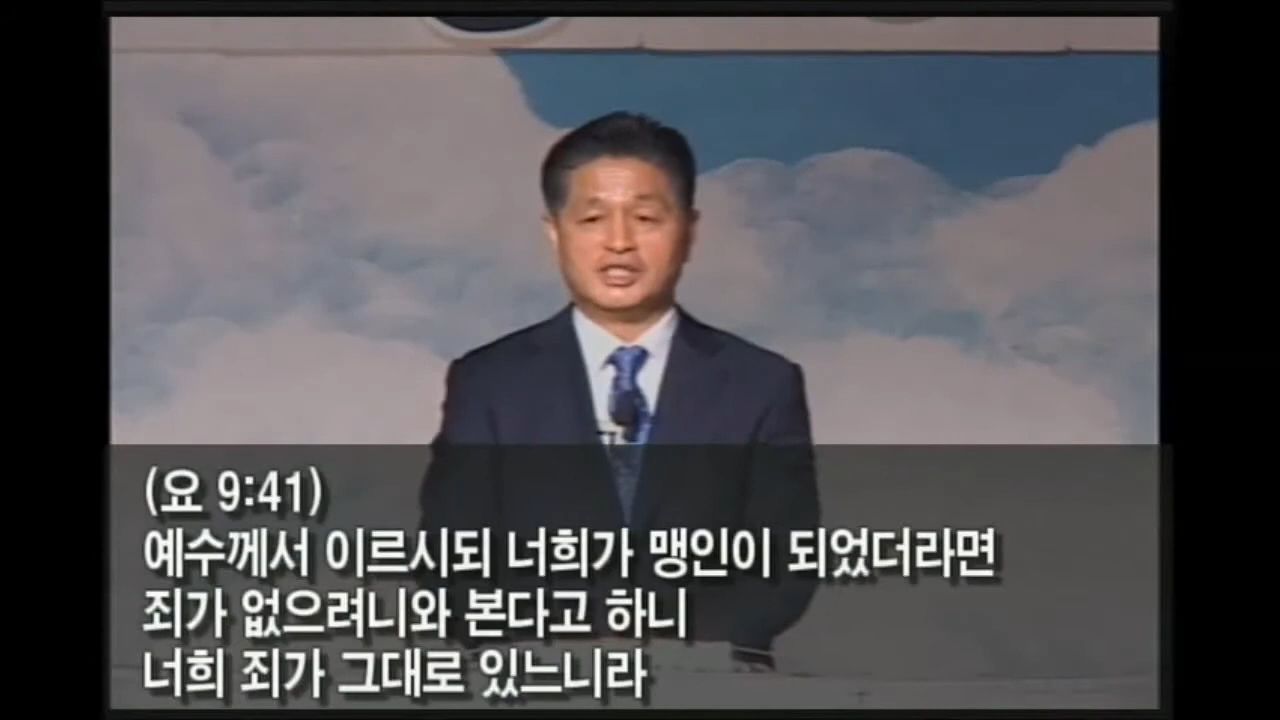 (요 9:41)
예수께서 이르시되 너희가 맹인이 되었더라면
죄가 없으려니와 본다고 하니
너희 죄가 그대로 있느니라